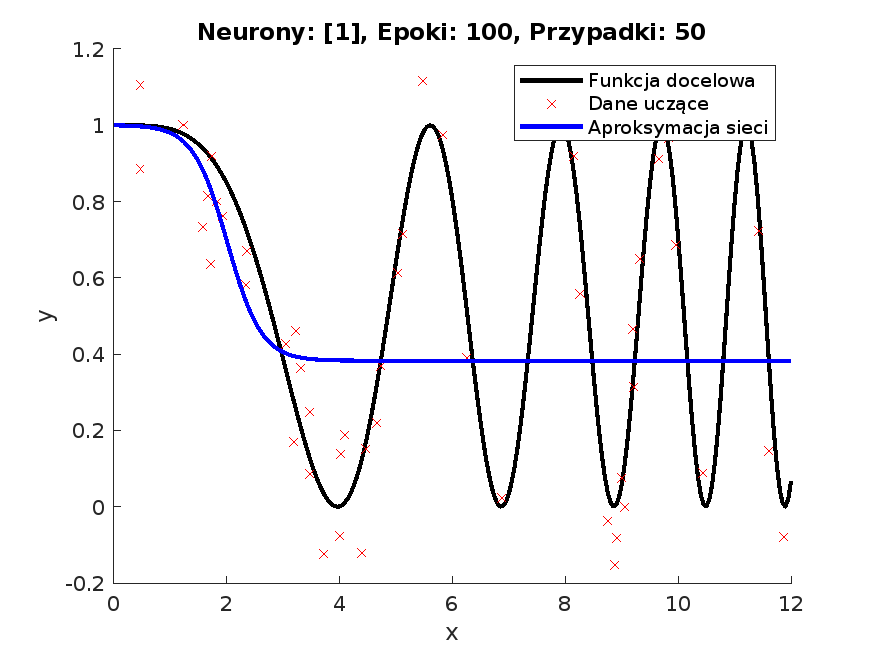 Neurony: [1], Epoki: 100, Przypadki: 50
Funkcja docelowa
Dane uczące
Aproksymacja sieci
1.2
1
0.8
0.6
0.4
0.2
0
-0.2
y
0 2 4 6 8 10 12
x